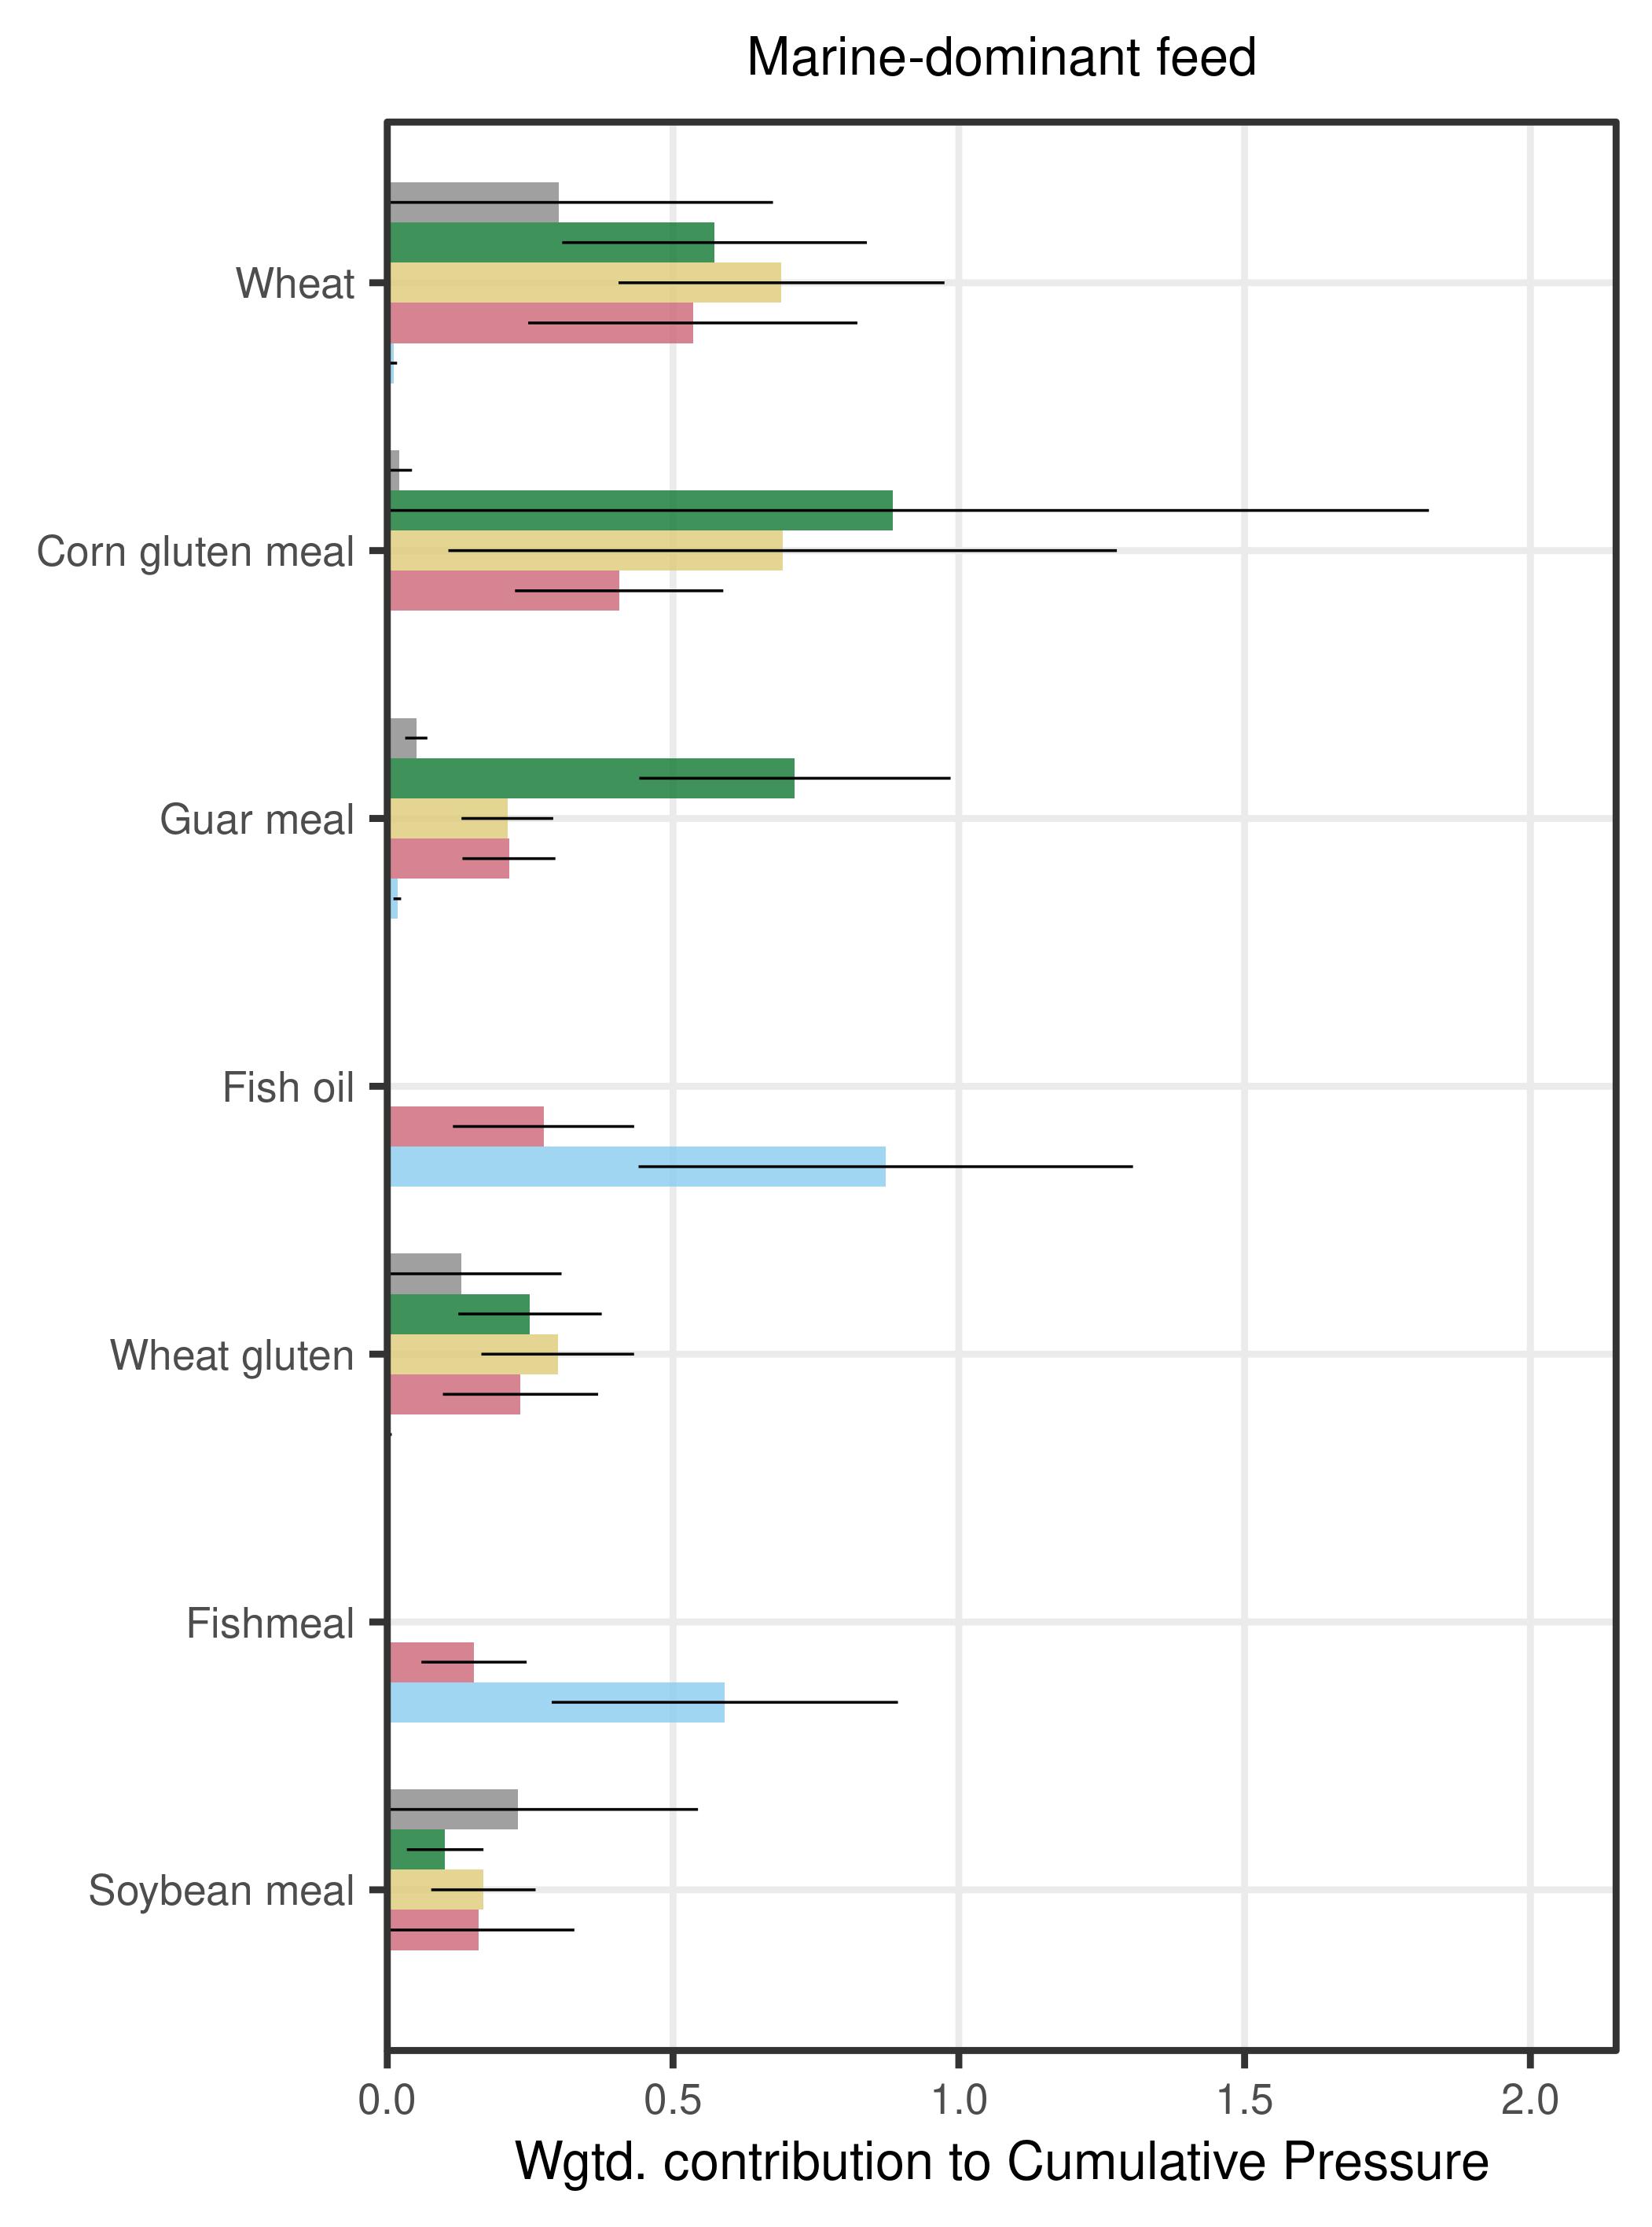 Marine-dominant feed
Wheat
Corn gluten meal
Guar meal
Fish oil
Wheat gluten
Fishmeal
Soybean meal
0.0 0.5 1.0 1.5 2.0
Wgtd. contribution to Cumulative Pressure